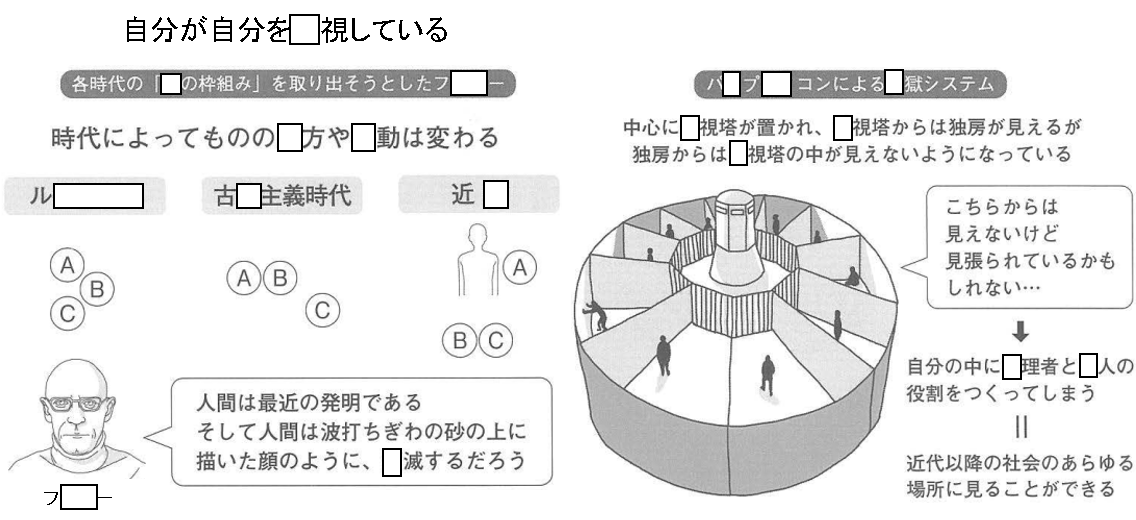 自分が自分を□視している
各時代の「□の枠組み」を取り出そうとしたフ□ー
時代によってものの□方や□動は変わる
ル□
古□主義時代
近□
A
B
C
A B
C
A
B C
人間は最近の発明である
そして人間は波打ちぎわの砂の上に
描いた顔のように、□滅するだろう
フ□ー
パ□プ□コンによる□獄システム
中心に□視塔が置かれ、□視塔からは独房が見えるが
独房からは□視塔の中が見えないようになっている
こちらからは
見えないけど
見張られているかも
しれない…
自分の中に□理者と□人の
役割をつくってしまう
近代以降の社会のあらゆる
場所に見ることができる